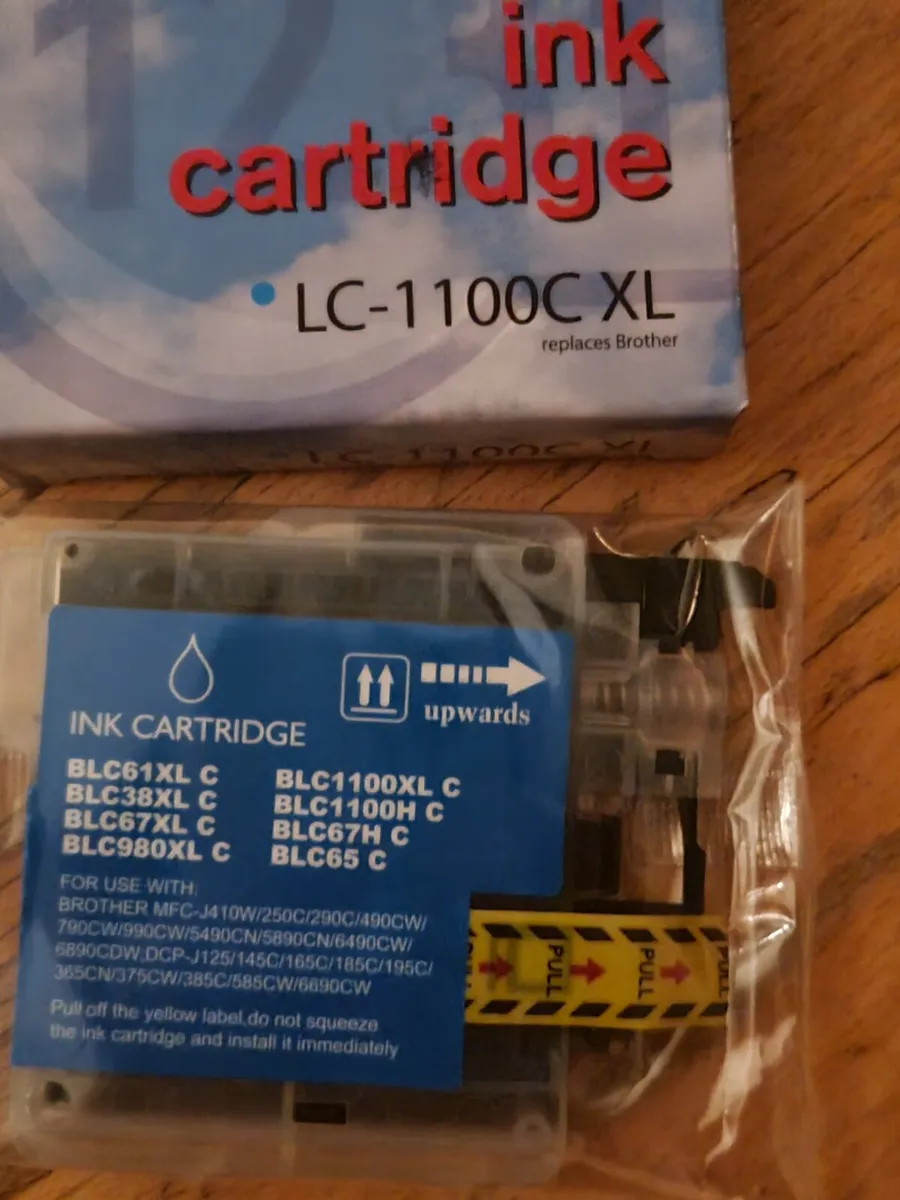 123
ink
cartridge
LC-1100C XL
replaces Brother
LC-1100C XL
INK CARTRIDGE
upwards
BLC61XL C
BLC38XL C
BLC67XL C
BLC980XL C
BLC1100XL C
BLC1100H C
BLC67H C
BLC65 C
FOR USE WITH:
BROTHER MFC-J410W/250C/290C/490CW/
790CW/990CW/5490CN/5890CN/6490CW/
6890CDW,DCP-J125/145C/165C/185C/195C/
365CN/375CW/385C/585CW/6690CW
Pull off the yellow label,do not squeeze
the ink cartridge and install it immediately
PULL
PULL
PULL
PULL